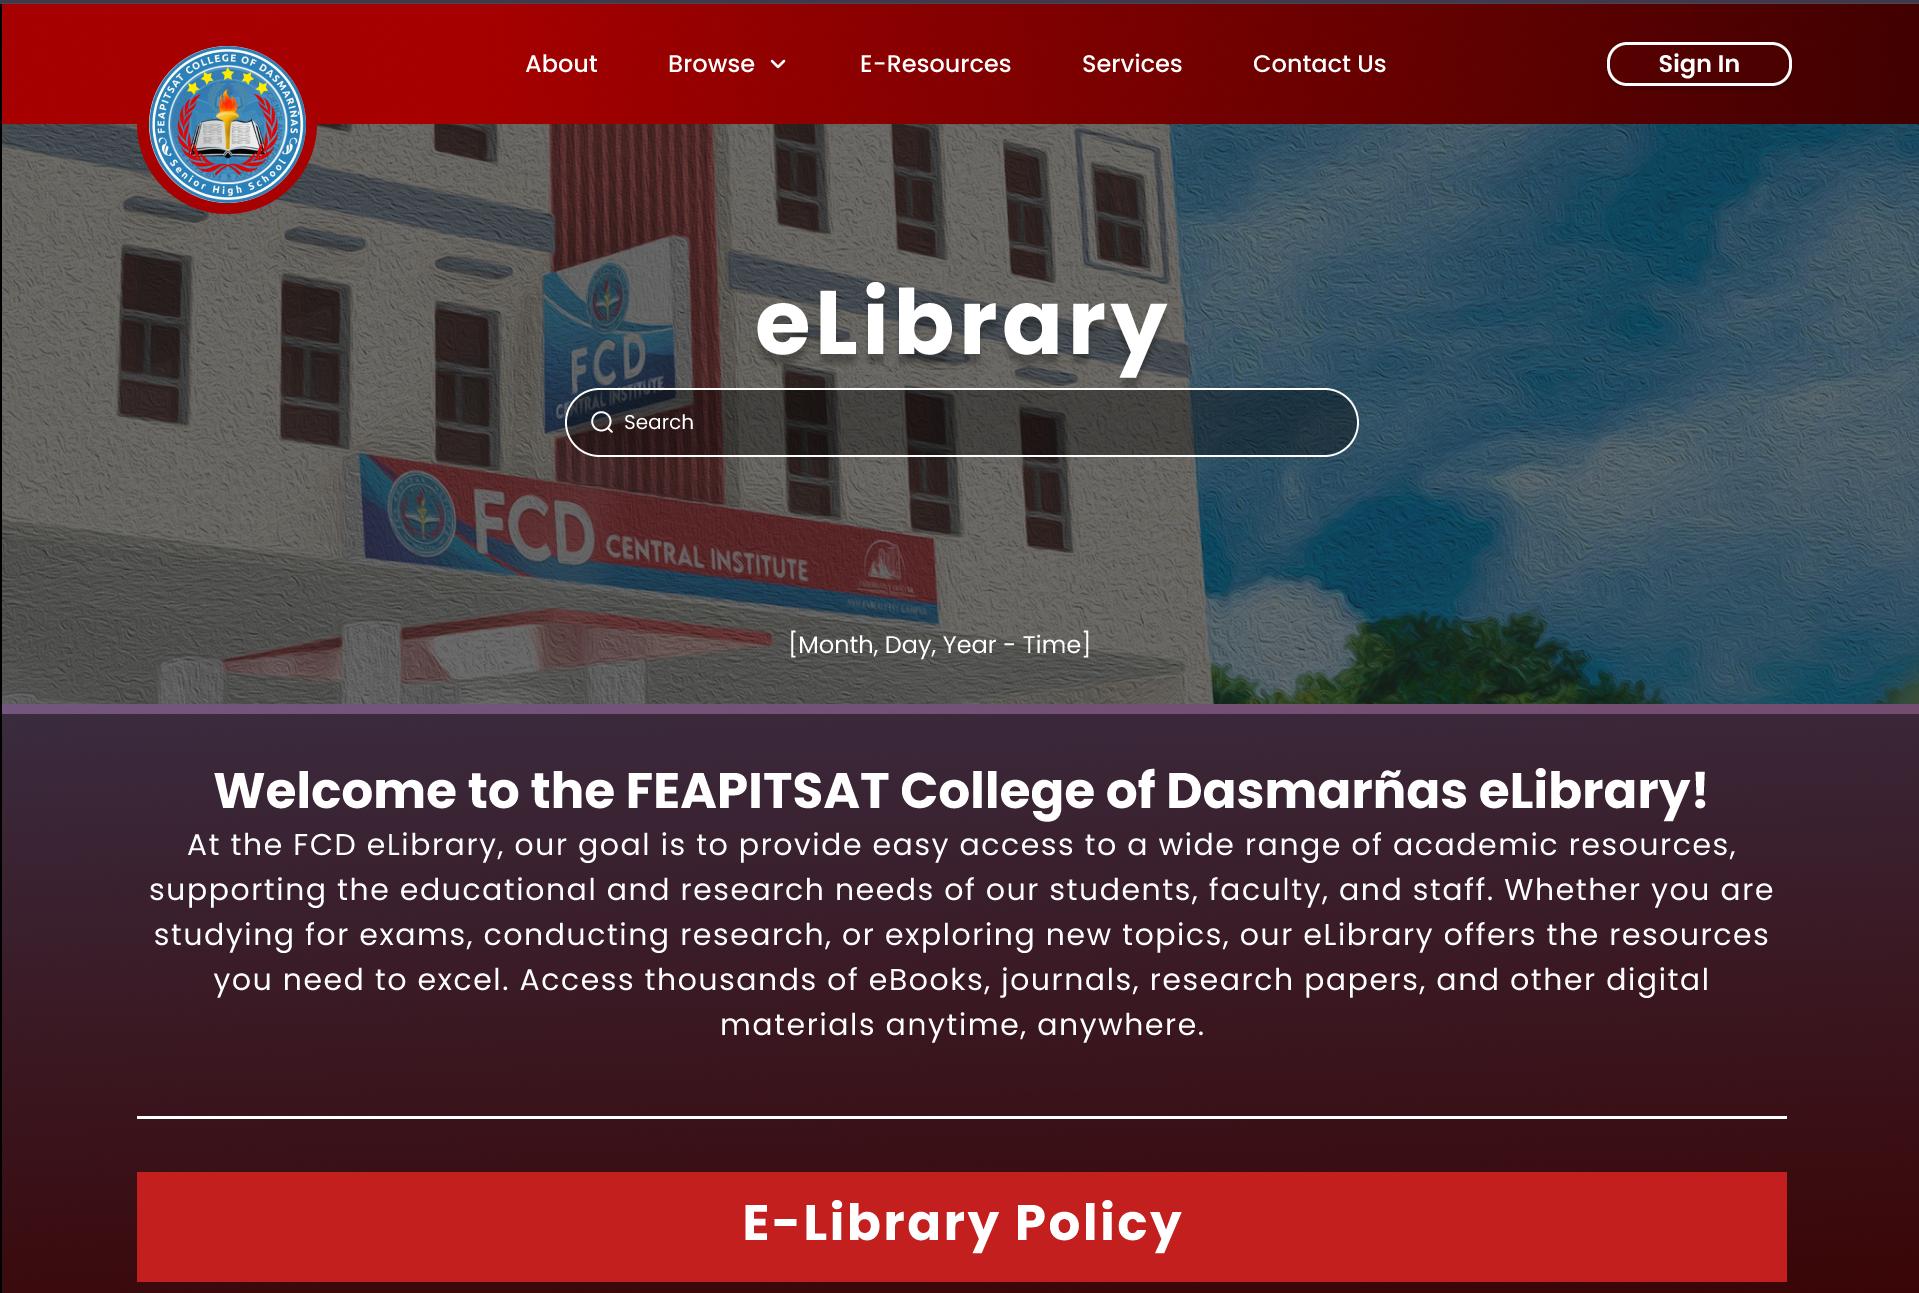 FEAPITSAT COLLEGE OF DASMARIÑAS
Senior High School
About
Browse
E-Resources
Services
Contact Us
Sign In
eLibrary
FCD
CENTRAL INSTITUTE
Search
FCD CENTRAL INSTITUTE
[Month, Day, Year - Time]
Welcome to the FEAPITSAT College of Dasmarñas eLibrary!
At the FCD eLibrary, our goal is to provide easy access to a wide range of academic resources,
supporting the educational and research needs of our students, faculty, and staff. Whether you are
studying for exams, conducting research, or exploring new topics, our eLibrary offers the resources
you need to excel. Access thousands of eBooks, journals, research papers, and other digital
materials anytime, anywhere.
E-Library Policy